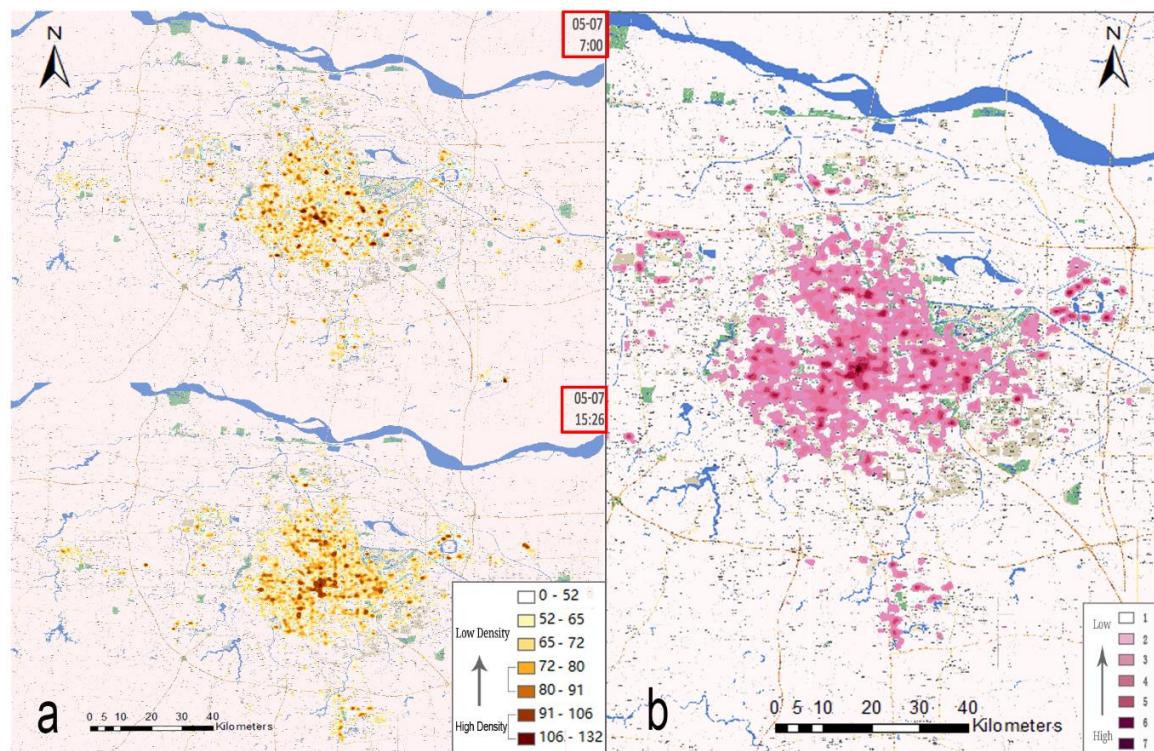 N
05-07
7:00
N
05-07
15:26
0 - 52
52 - 65
Low Density
65 - 72
72 - 80
80 - 91
High Density
91 - 106
106 - 132
a
0 5 10 20 30 40
Kilometers
b
0 5 10 20 30 40
Kilometers
Low
1
2
3
4
5
6
High
7